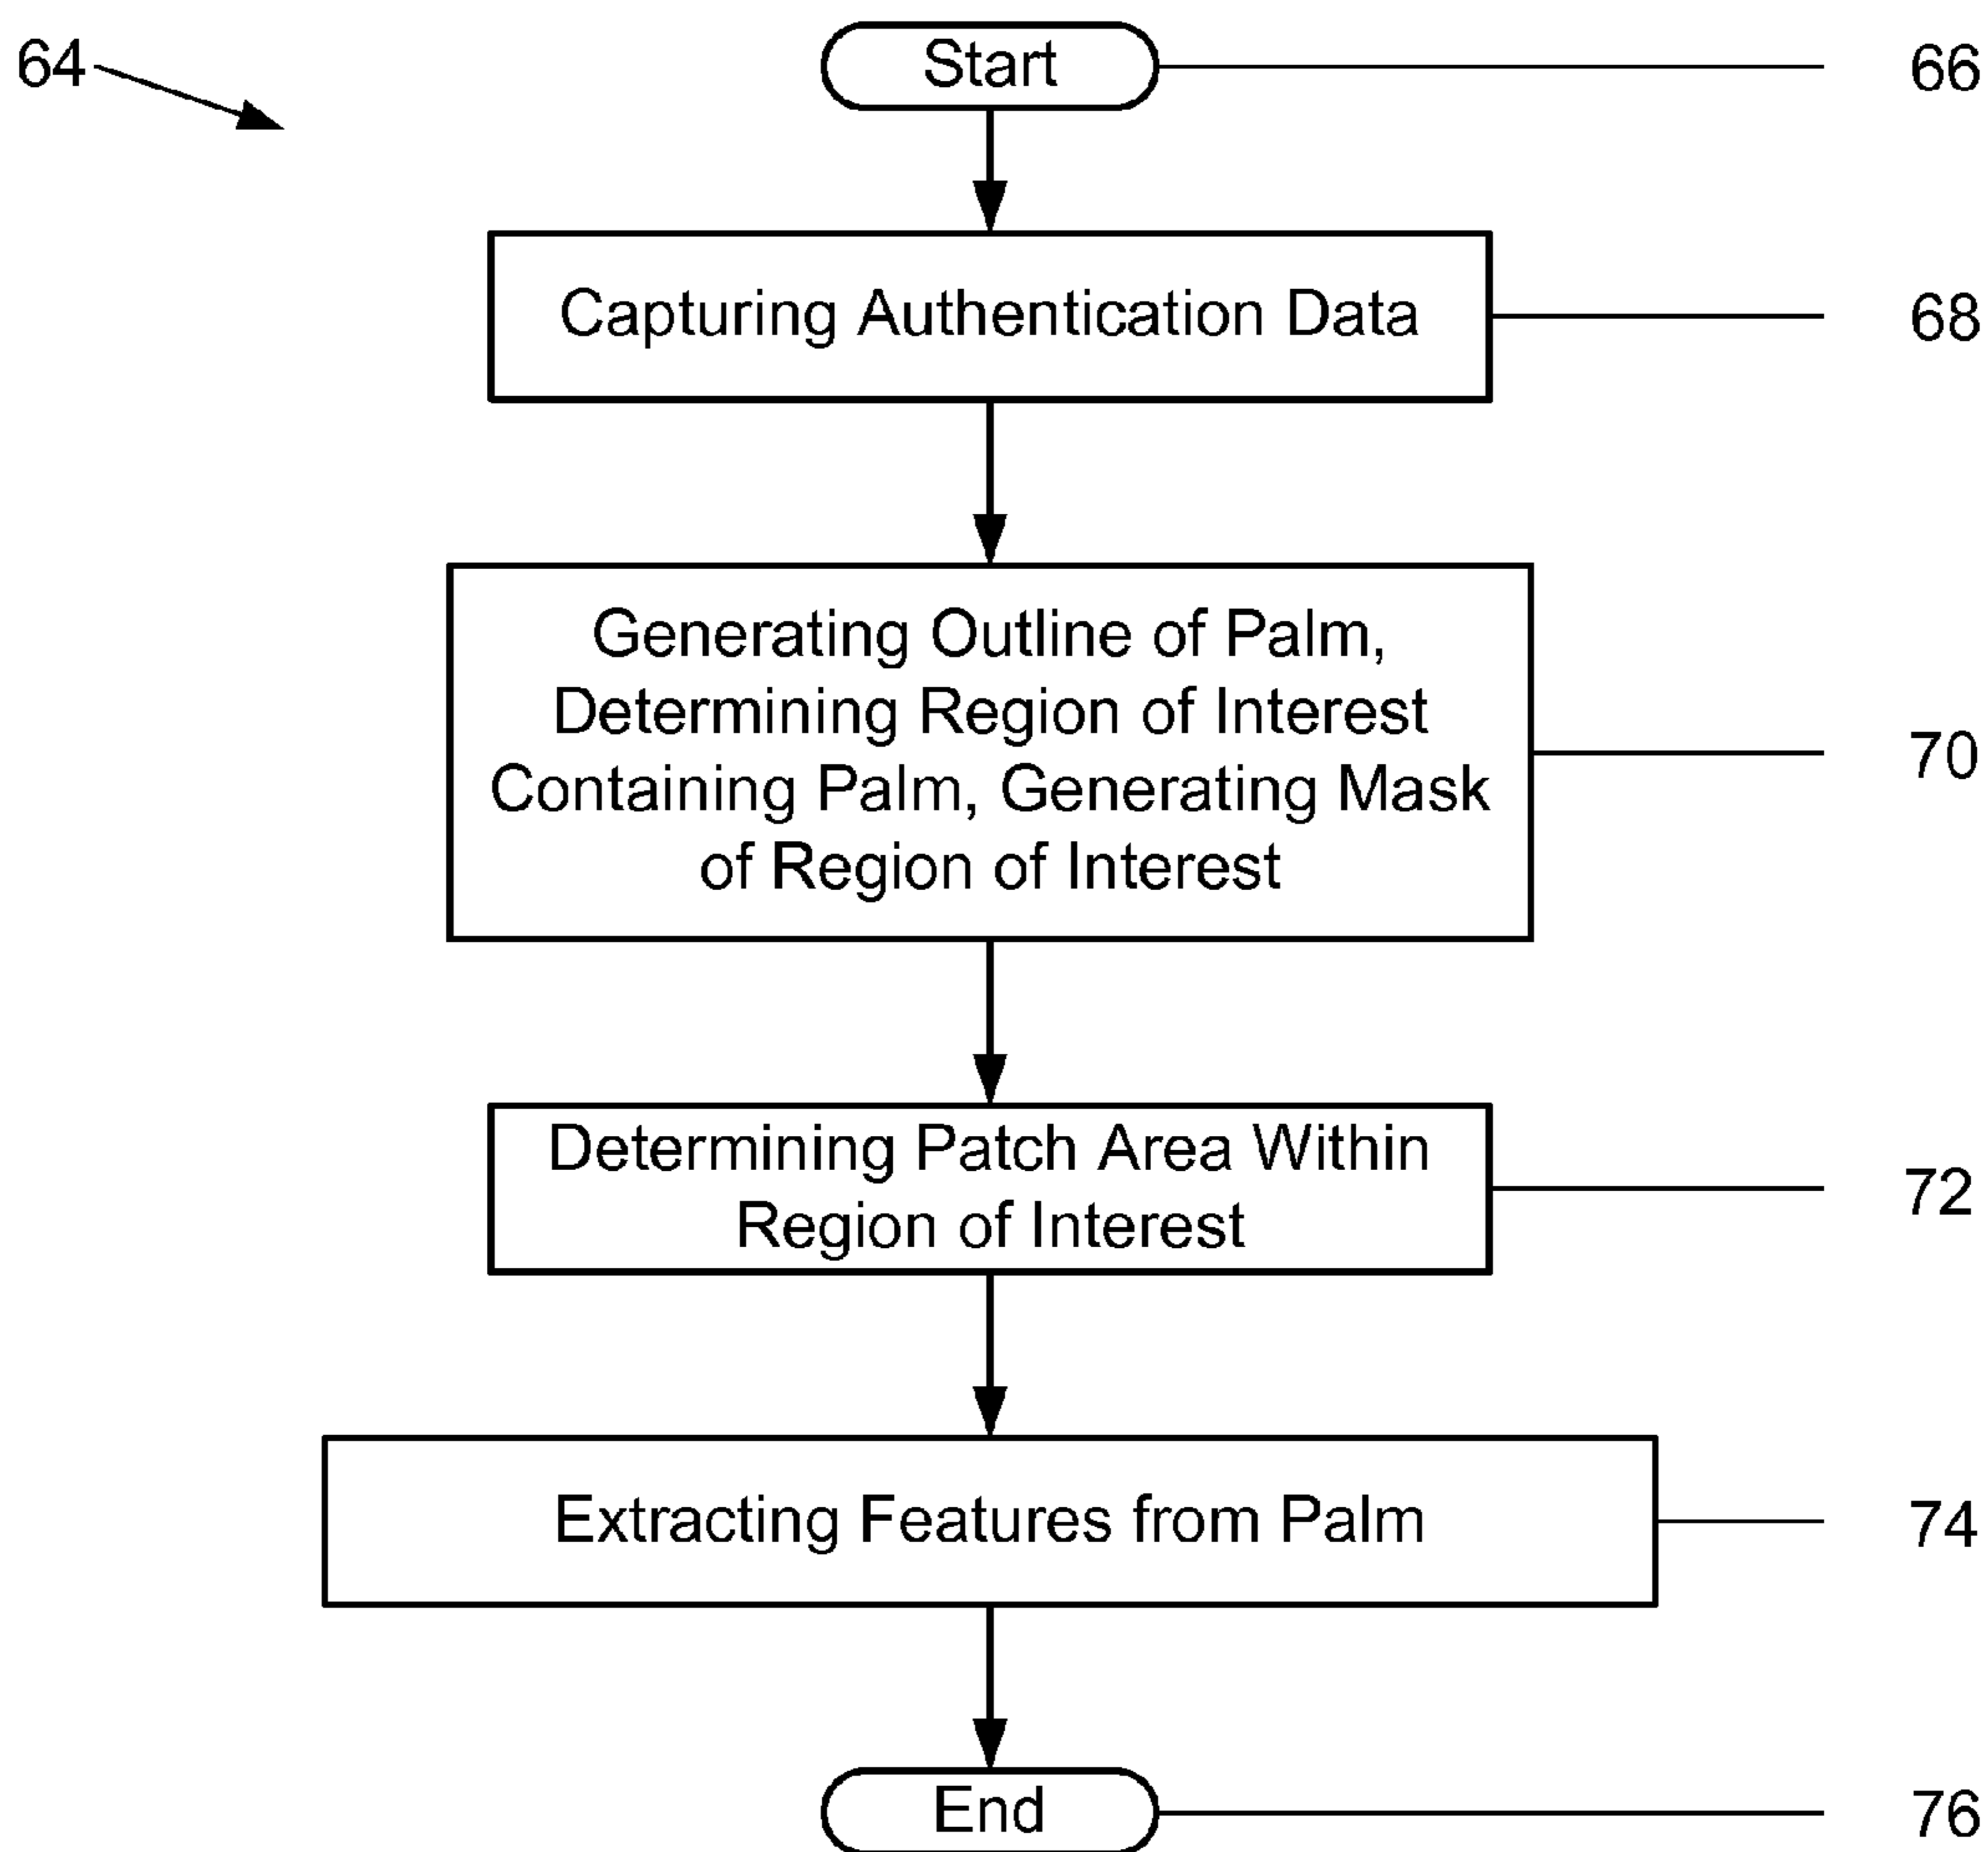 64
Start
66
Capturing Authentication Data
68
Generating Outline of Palm,
Determining Region of Interest
Containing Palm, Generating Mask
of Region of Interest
70
Determining Patch Area Within
Region of Interest
72
Extracting Features from Palm
74
End
76